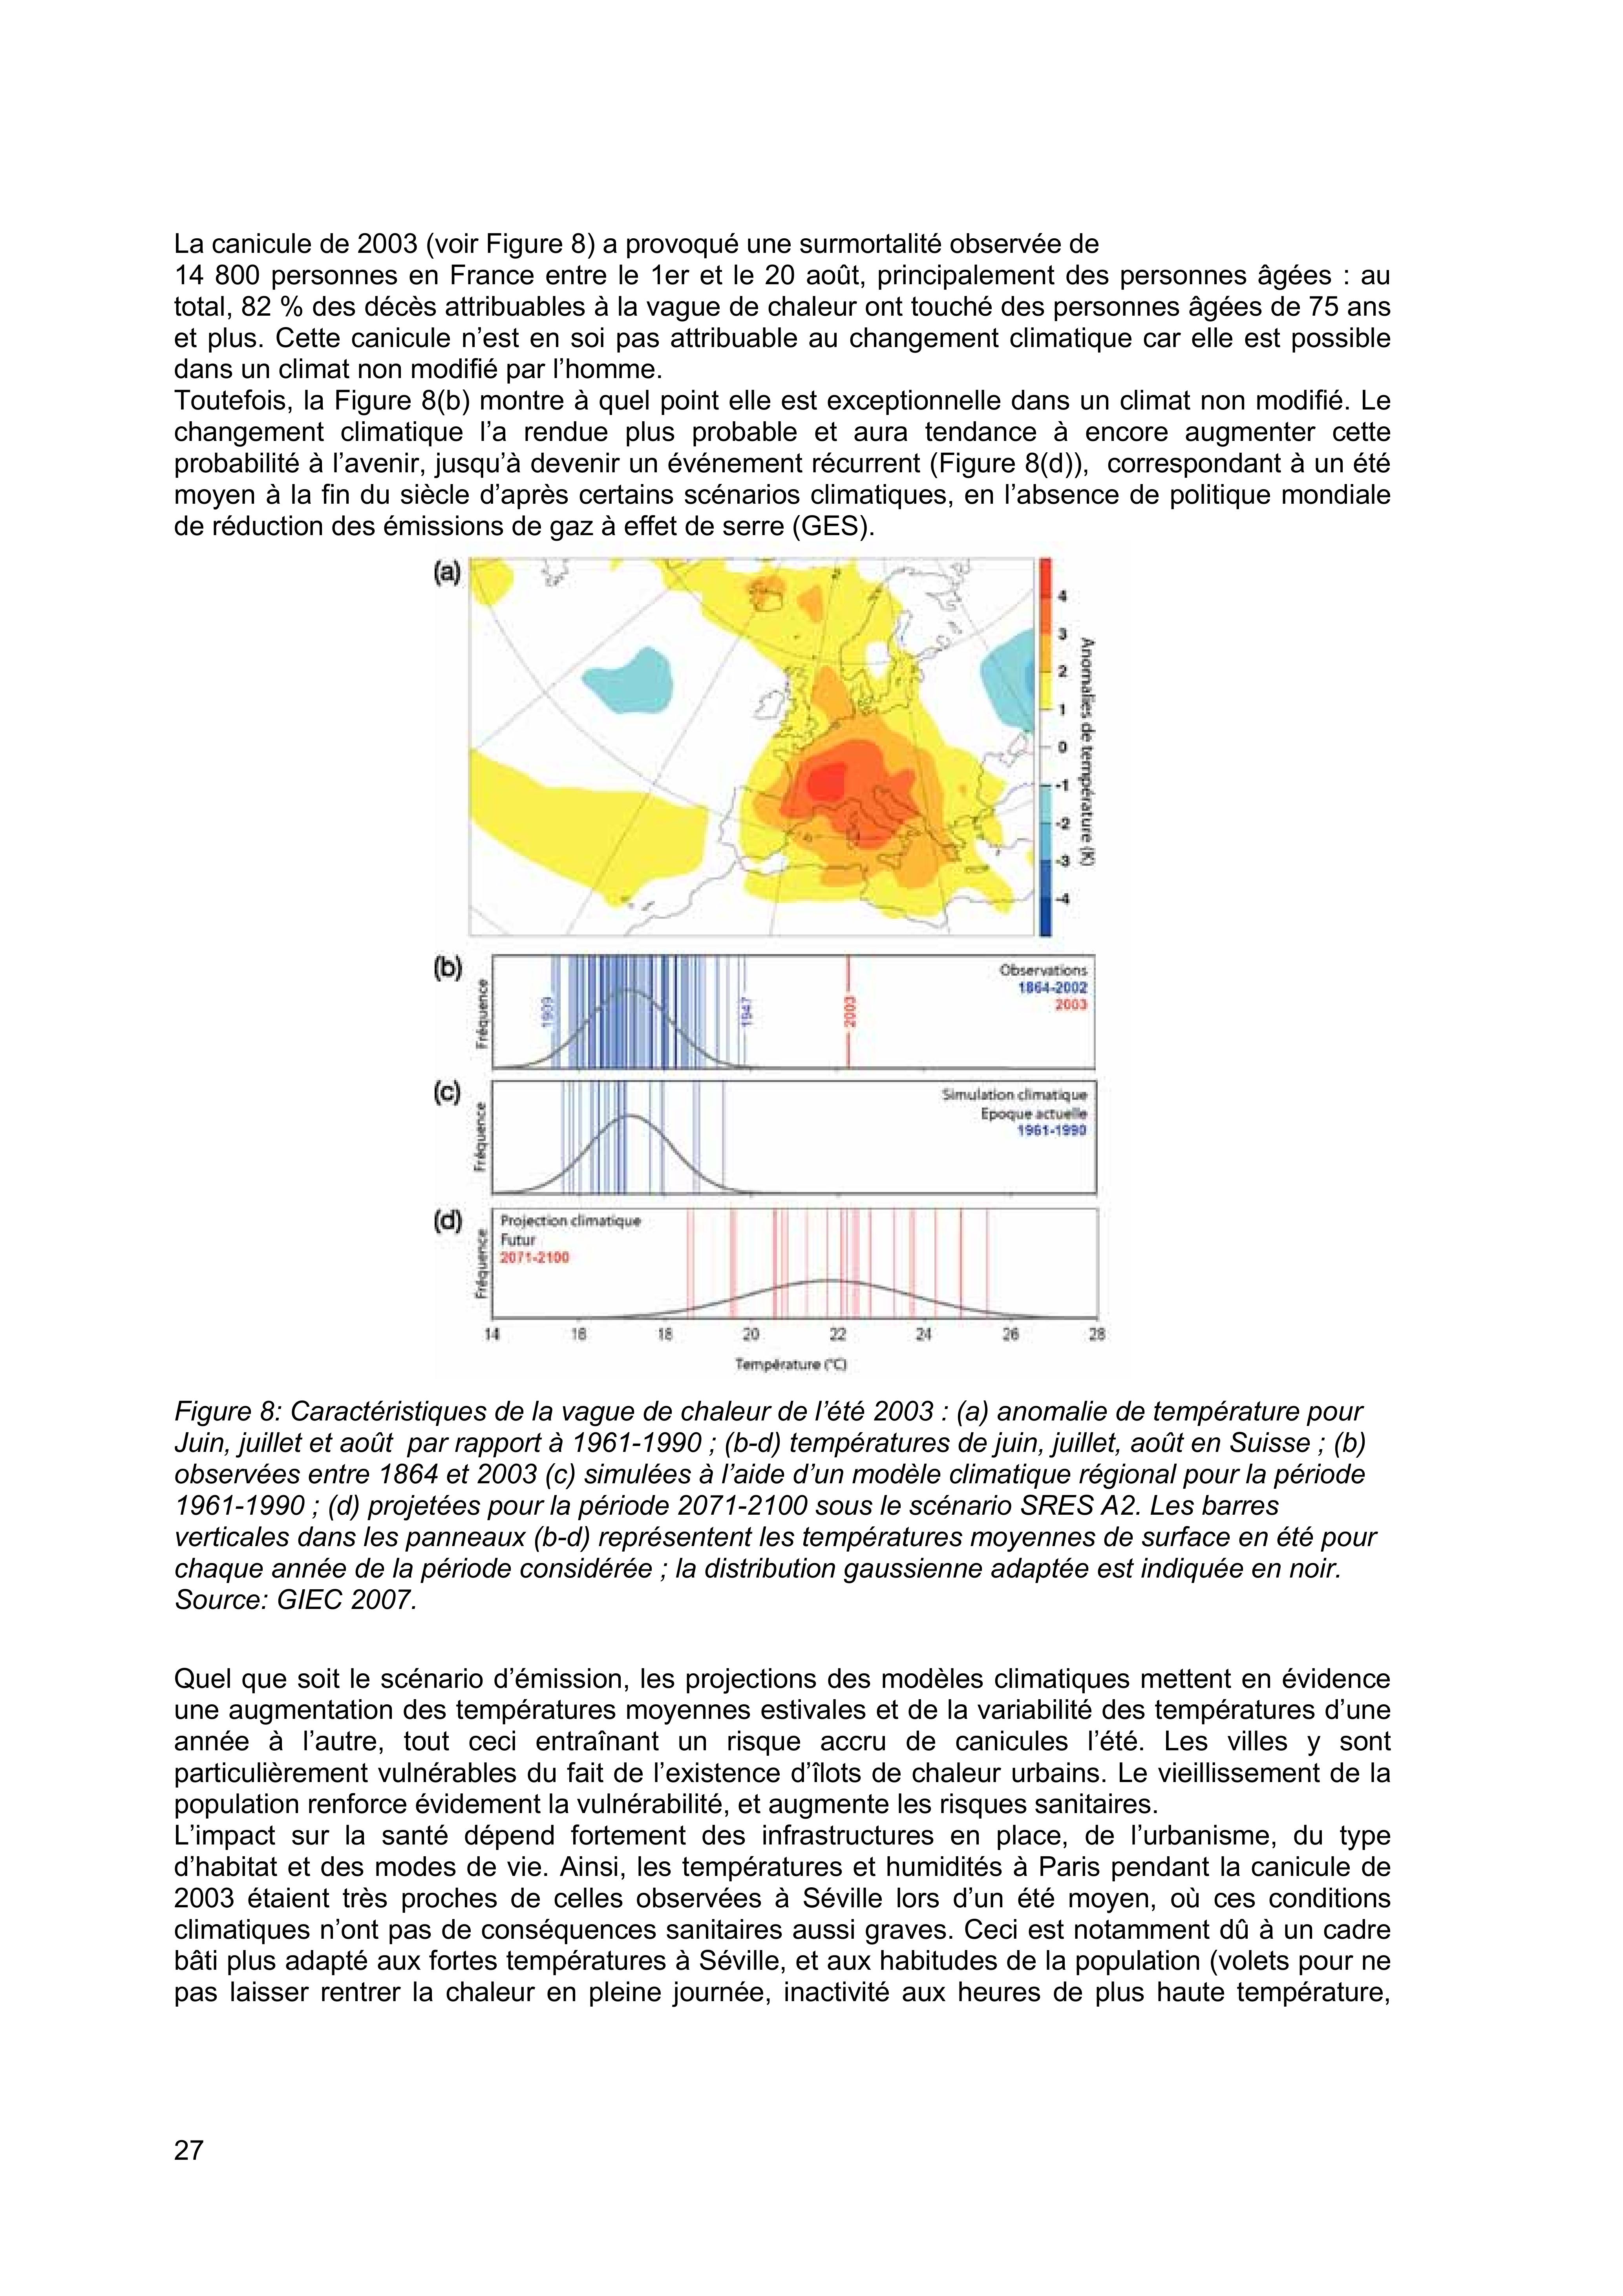 La canicule de 2003 (voir Figure 8) a provoqué une surmortalité observée de
14 800 personnes en France entre le 1er et le 20 août, principalement des personnes âgées : au
total, 82 % des décès attribuables à la vague de chaleur ont touché des personnes âgées de 75 ans
et plus. Cette canicule n’est en soi pas attribuable au changement climatique car elle est possible
dans un climat non modifié par l’homme.
Toutefois, la Figure 8(b) montre à quel point elle est exceptionnelle dans un climat non modifié. Le
changement climatique l’a rendue plus probable et aura tendance à encore augmenter cette
probabilité à l’avenir, jusqu’à devenir un événement récurrent (Figure 8(d)), correspondant à un été
moyen à la fin du siècle d’après certains scénarios climatiques, en l’absence de politique mondiale
de réduction des émissions de gaz à effet de serre (GES).
(a)
4
3
2
1
0
-1
-2
-3
-4
Anomalies de température (K)
(b)
Fréquence
1909
1947
2003
Observations
1864-2002
2003
(c)
Fréquence
Simulation climatique
Epoque actuelle
1961-1990
(d)
Fréquence
Projection climatique
Futur
2071-2100
14 16 18 20 22 24 26 28
Température (°C)
Figure 8: Caractéristiques de la vague de chaleur de l’été 2003 : (a) anomalie de température pour
Juin, juillet et août par rapport à 1961-1990 ; (b-d) températures de juin, juillet, août en Suisse ; (b)
observées entre 1864 et 2003 (c) simulées à l’aide d’un modèle climatique régional pour la période
1961-1990 ; (d) projetées pour la période 2071-2100 sous le scénario SRES A2. Les barres
verticales dans les panneaux (b-d) représentent les températures moyennes de surface en été pour
chaque année de la période considérée ; la distribution gaussienne adaptée est indiquée en noir.
Source: GIEC 2007.
Quel que soit le scénario d’émission, les projections des modèles climatiques mettent en évidence
une augmentation des températures moyennes estivales et de la variabilité des températures d’une
année à l’autre, tout ceci entraînant un risque accru de canicules l’été. Les villes y sont
particulièrement vulnérables du fait de l’existence d’îlots de chaleur urbains. Le vieillissement de la
population renforce évidement la vulnérabilité, et augmente les risques sanitaires.
L’impact sur la santé dépend fortement des infrastructures en place, de l’urbanisme, du type
d’habitat et des modes de vie. Ainsi, les températures et humidités à Paris pendant la canicule de
2003 étaient très proches de celles observées à Séville lors d’un été moyen, où ces conditions
climatiques n’ont pas de conséquences sanitaires aussi graves. Ceci est notamment dû à un cadre
bâti plus adapté aux fortes températures à Séville, et aux habitudes de la population (volets pour ne
pas laisser rentrer la chaleur en pleine journée, inactivité aux heures de plus haute température,
27